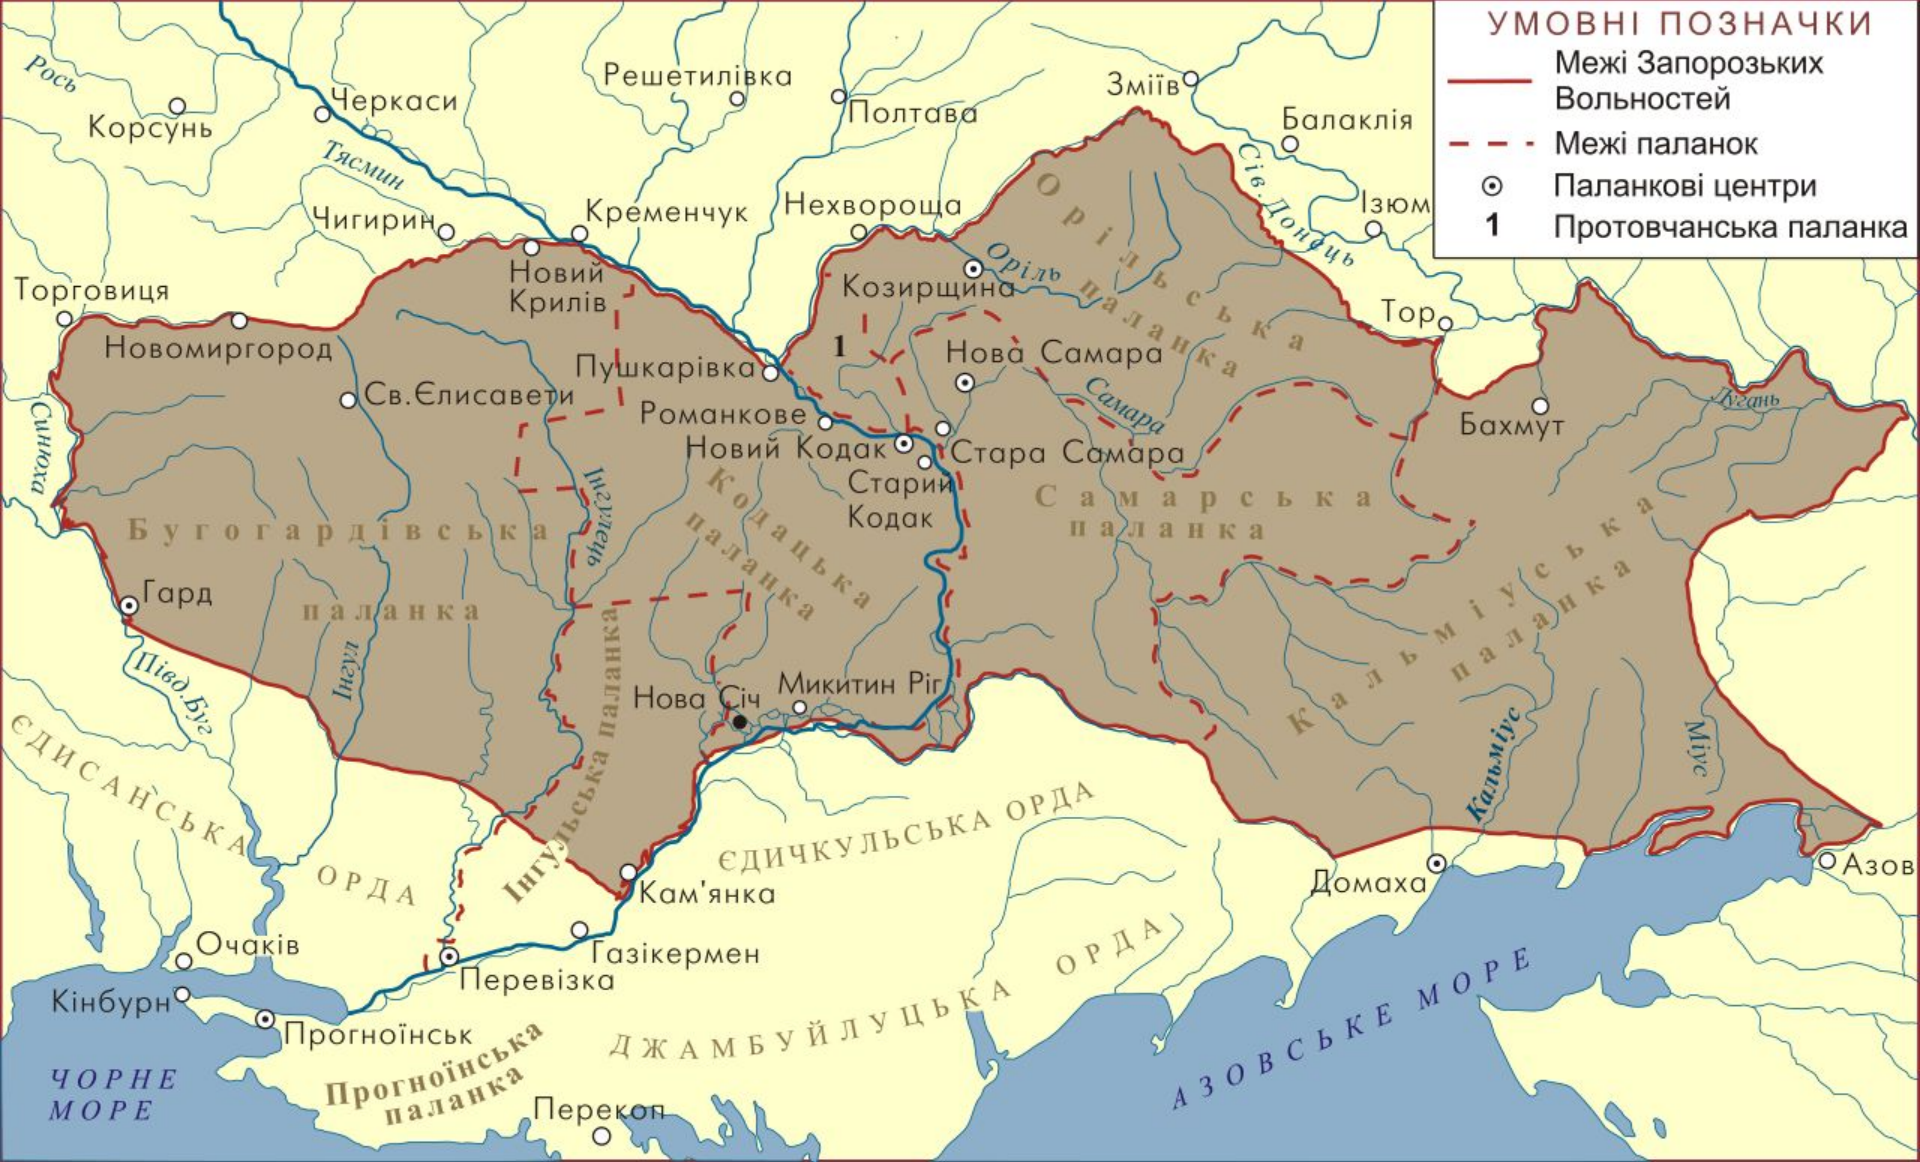 УМОВНІ ПОЗНАЧКИ
Межі Запорозьких
Вольностей
Межі паланок
Паланкові центри
1 Протовчанська паланка
Рось
Корсунь
Черкаси
Решетилівка
Полтава
Зміїв
Балаклія
Тясмин
Сів. Донець
Ізюм
Чигирин
Кременчук
Нехвороща
Новий
Крилів
Торговиця
Новомиргород
Козирщина
Оріль
Орільська
паланка
Тор
1
Пушкарівка
Нова Самара
Самара
Св.Єлисавети
Романкове
Новий Кодак
Стара Самара
Старий
Кодак
Бахмут
Лугань
Синюха
Інгулець
Кодацька
паланка
Самарська
паланка
Бугогардівська
паланка
Кальміуська
паланка
Гард
Півд.Буг
Інгул
Нова Січ
Микитин Ріг
Інгульська паланка
Кальміус
Міус
ЄДИСАНСЬКА
ОРДА
ЄДИЧКУЛЬСЬКА ОРДА
Кам'янка
Домаха
Азов
Очаків
Газікермен
Перевізка
Кінбурн
Прогноїнськ
Прогноїнська
паланка
ДЖАМБУЙЛУЦЬКА ОРДА
АЗОВСЬКЕ МОРЕ
ЧОРНЕ
МОРЕ
Перекоп